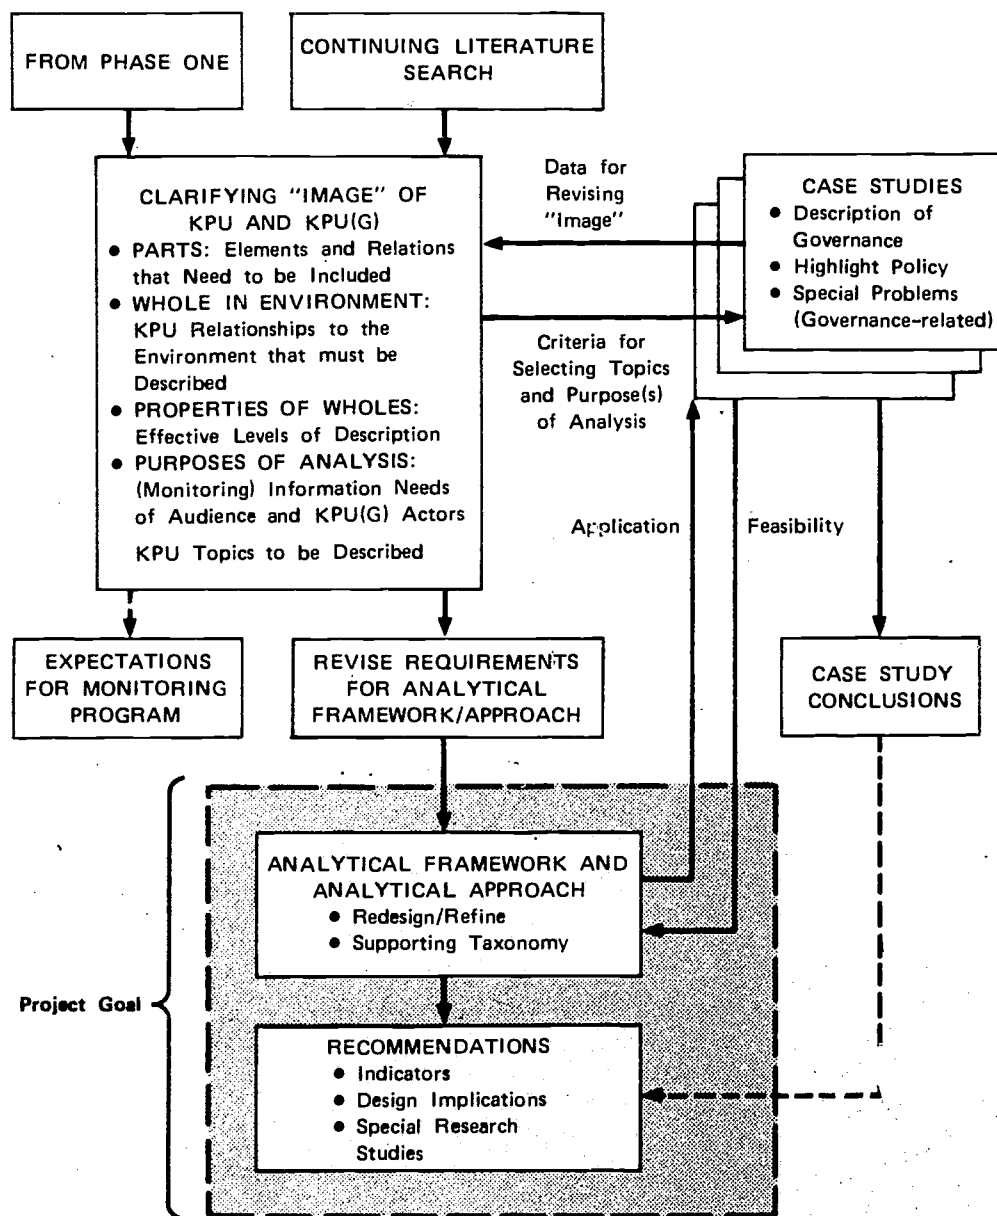 FROM PHASE ONE
CONTINUING LITERATURE
SEARCH
CLARIFYING "IMAGE" OF
KPU AND KPU(G)
● PARTS: Elements and Relations
that Need to be Included
● WHOLE IN ENVIRONMENT:
KPU Relationships to the
Environment that must be
Described
● PROPERTIES OF WHOLES:
Effective Levels of Description
● PURPOSES OF ANALYSIS:
(Monitoring) Information Needs
of Audience and KPU(G) Actors
KPU Topics to be Described
Data for
Revising
"Image"
Criteria for
Selecting Topics
and Purpose(s)
of Analysis
CASE STUDIES
● Description of
Governance
● Highlight Policy
● Special Problems
(Governance-related)
Application
Feasibility
EXPECTATIONS
FOR MONITORING
PROGRAM
REVISE REQUIREMENTS
FOR ANALYTICAL
FRAMEWORK/APPROACH
CASE STUDY
CONCLUSIONS
Project Goal
ANALYTICAL FRAMEWORK AND
ANALYTICAL APPROACH
● Redesign/Refine
● Supporting Taxonomy
RECOMMENDATIONS
● Indicators
● Design Implications
● Special Research
Studies